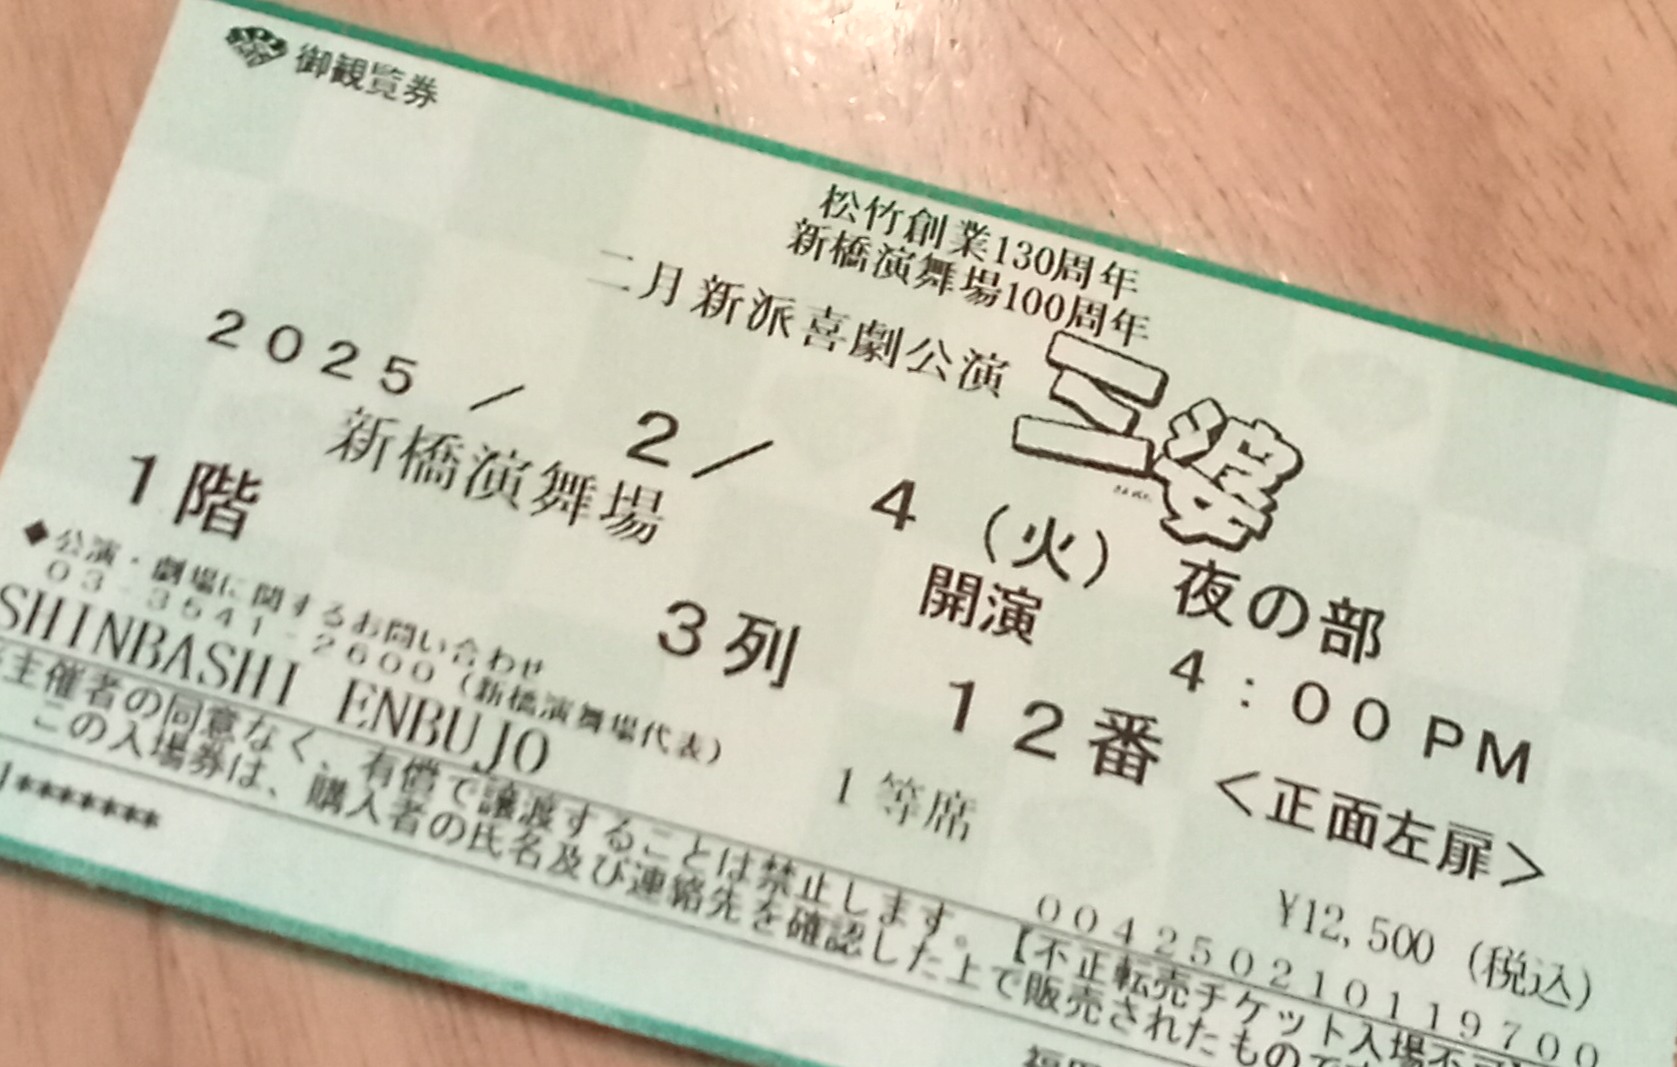 御観覧券
松竹創業130周年
新橋演舞場100周年
二月新派喜劇公演 三婆
2025 / 2 / 4 (火) 夜の部
新橋演舞場 開演 4:00PM
1階 3列 12番 <正面左扉>
◆公演・劇場に関するお問い合わせ
03-3541-2600 (新橋演舞場代表)
SHINBASHI ENBUJO
1等席 ¥12,500 (税込)
004250210119700
主催者の同意なく、有償で譲渡することは禁止します。【不正転売チケット入場不可】
この入場券は、購入者の氏名及び連絡先を確認した上で販売されたものです
*******